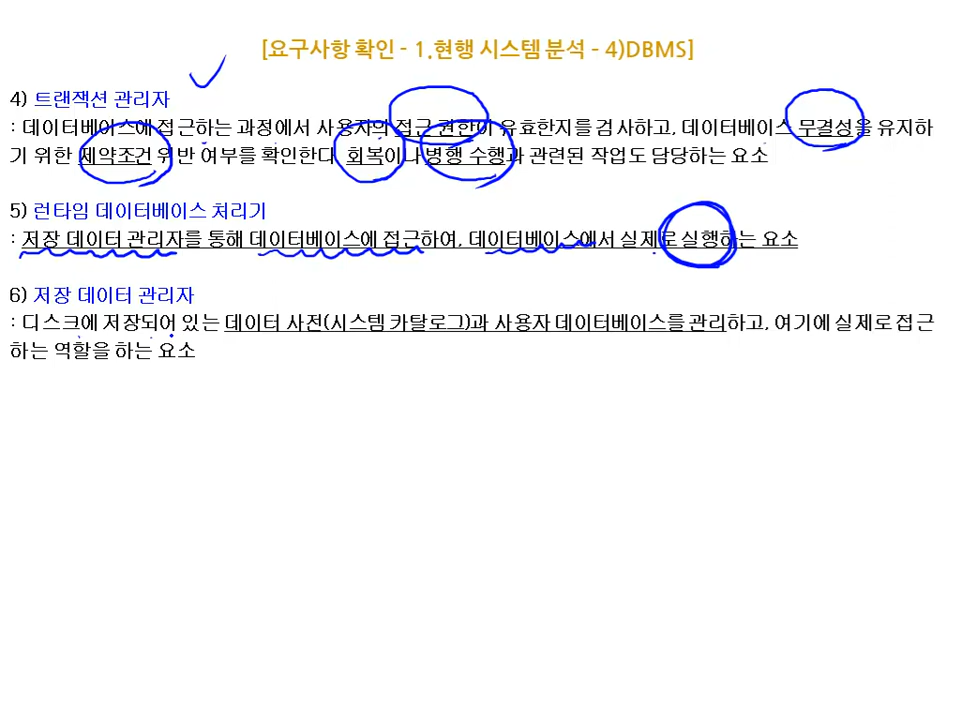 [요구사항 확인 - 1.현행 시스템 분석 - 4)DBMS]
4) 트랜잭션 관리자
: 데이터베이스에 접근하는 과정에서 사용자의 접근 권한이 유효한지를 검사하고, 데이터베이스 무결성을 유지하
기 위한 제약조건 위반 여부를 확인한다 회복이나 병행 수행과 관련된 작업도 담당하는 요소
5) 런타임 데이터베이스 처리기
: 저장 데이터 관리자를 통해 데이터베이스에 접근하여, 데이터베이스에서 실제로 실행하는 요소
6) 저장 데이터 관리자
: 디스크에 저장되어 있는 데이터 사전(시스템 카탈로그)과 사용자 데이터베이스를 관리하고, 여기에 실제로 접근
하는 역할을 하는 요소